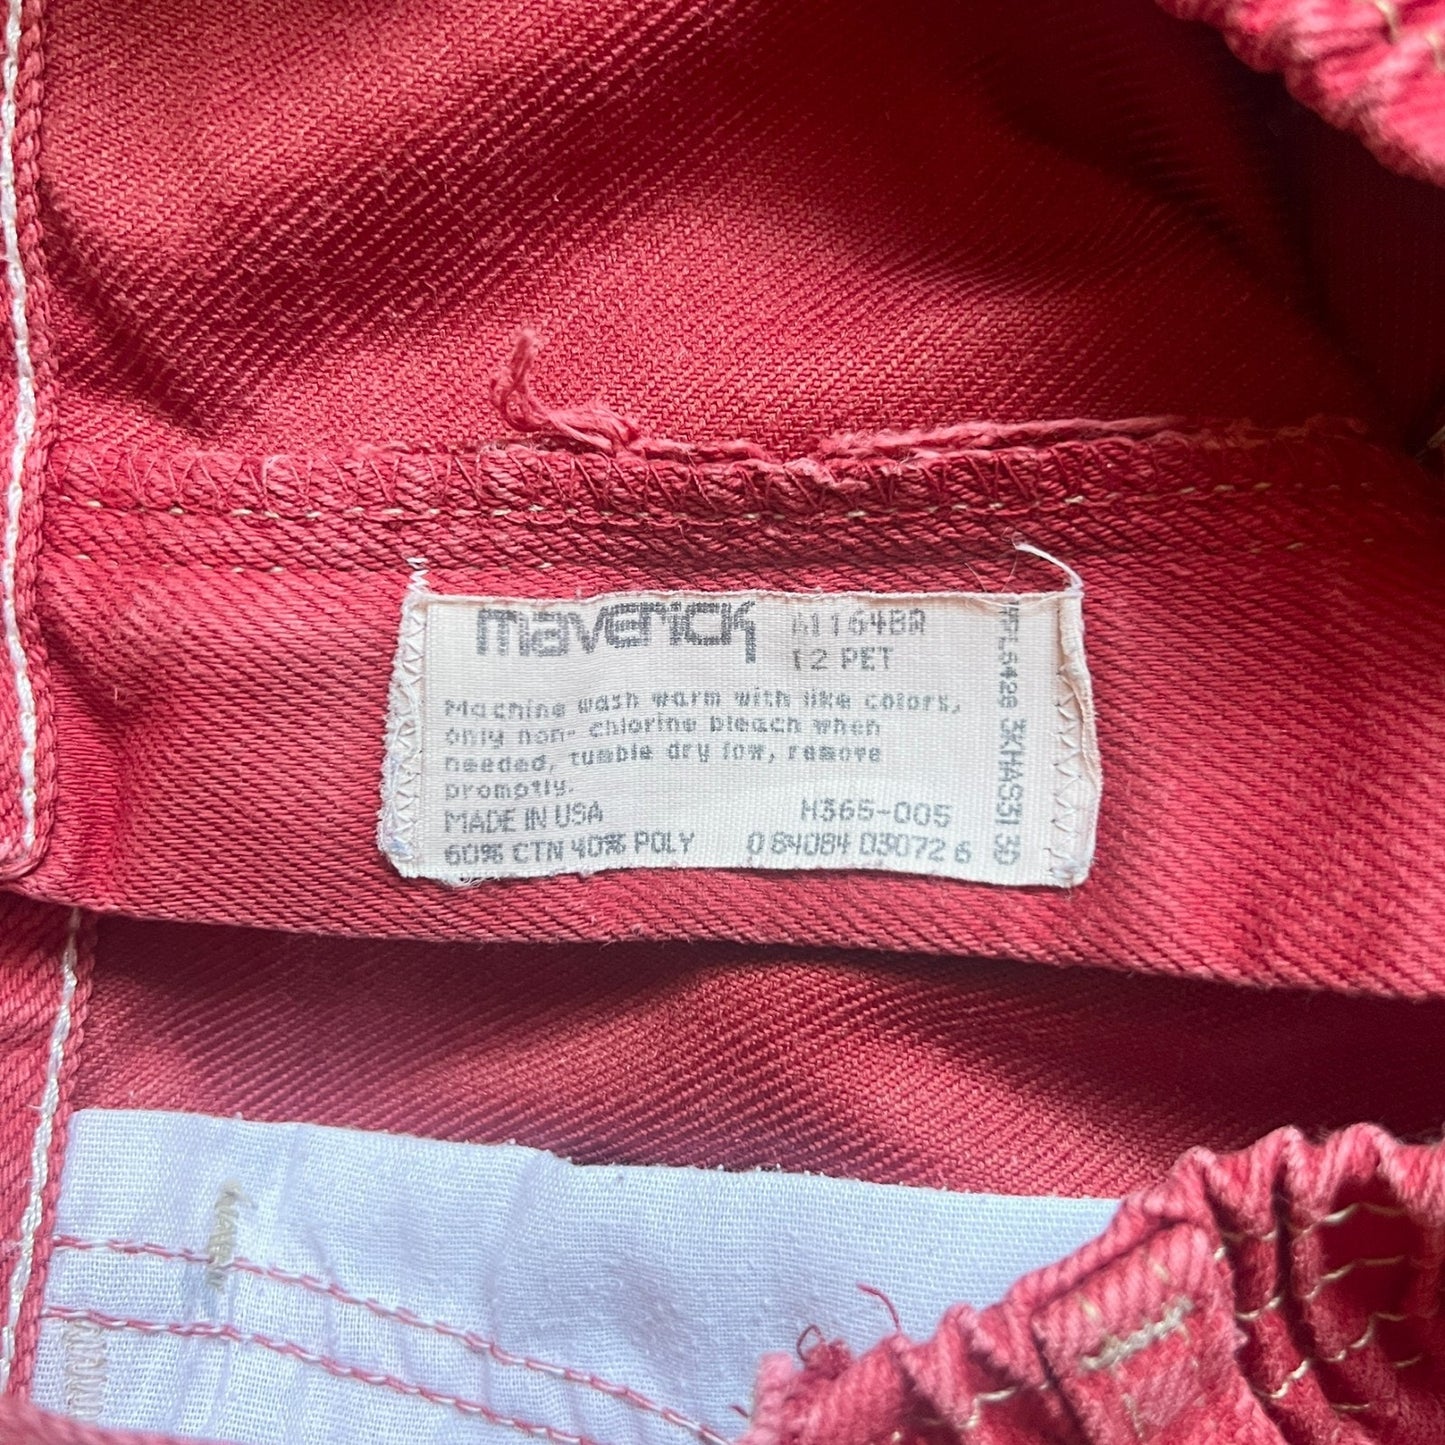 maverick
A1164BR
12 PET
Machine wash warm with like colors,
only non- chlorine bleach when
needed, tumble dry low, remove
promptly.
MADE IN USA
H365-005
60% CTN 40% POLY
0 84084 03072 6